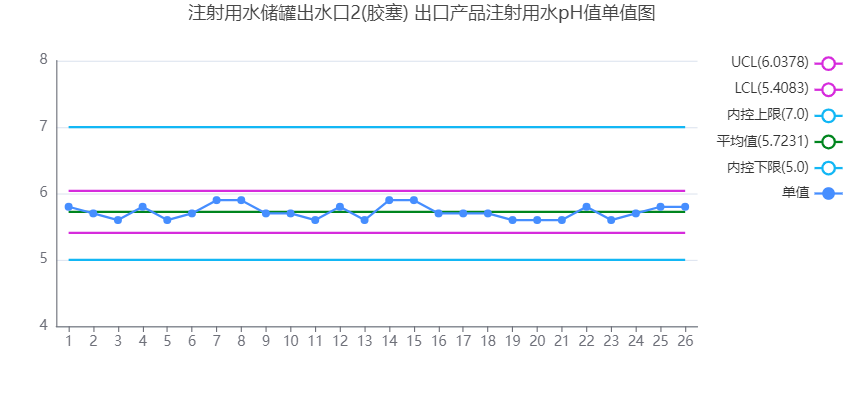 注射用水储罐出水口2(胶塞) 出口产品注射用水pH值单值图
8
7
6
5
4
1 2 3 4 5 6 7 8 9 10 11 12 13 14 15 16 17 18 19 20 21 22 23 24 25 26
UCL(6.0378)
LCL(5.4083)
内控上限(7.0)
平均值(5.7231)
内控下限(5.0)
单值